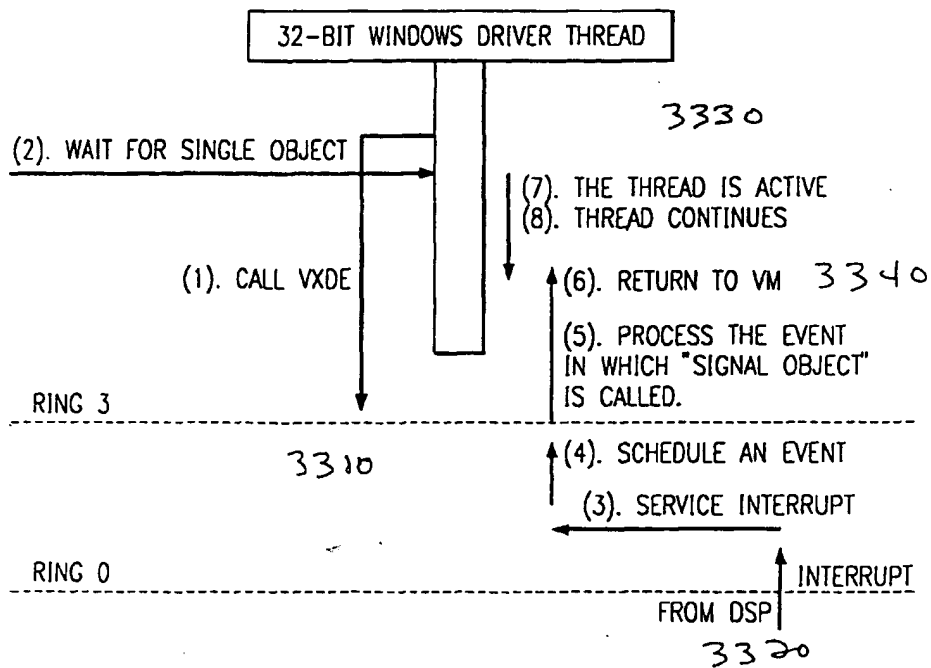 32-BIT WINDOWS DRIVER THREAD
3330
(2). WAIT FOR SINGLE OBJECT
(7). THE THREAD IS ACTIVE
(8). THREAD CONTINUES
(1). CALL VXDE
(6). RETURN TO VM 3340
(5). PROCESS THE EVENT
IN WHICH "SIGNAL OBJECT"
IS CALLED.
RING 3
3310
(4). SCHEDULE AN EVENT
(3). SERVICE INTERRUPT
RING 0
INTERRUPT
FROM DSP
3320